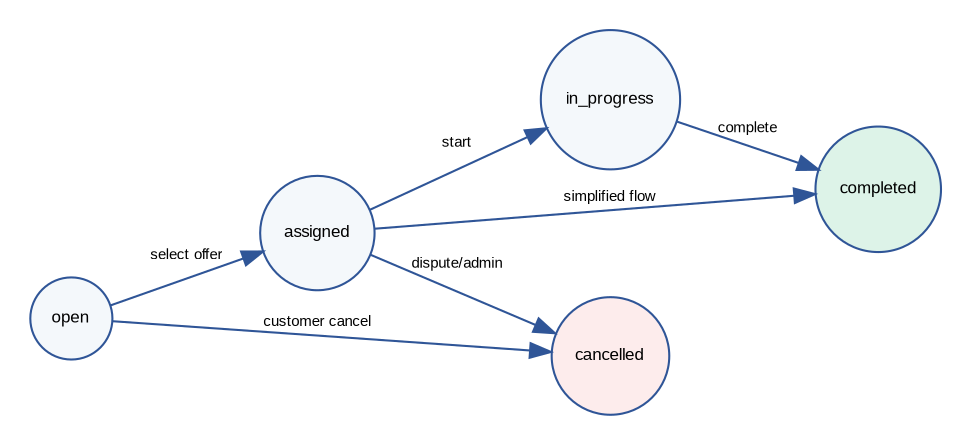 in_progress
complete
start
completed
simplified flow
assigned
select offer
dispute/admin
open
customer cancel
cancelled